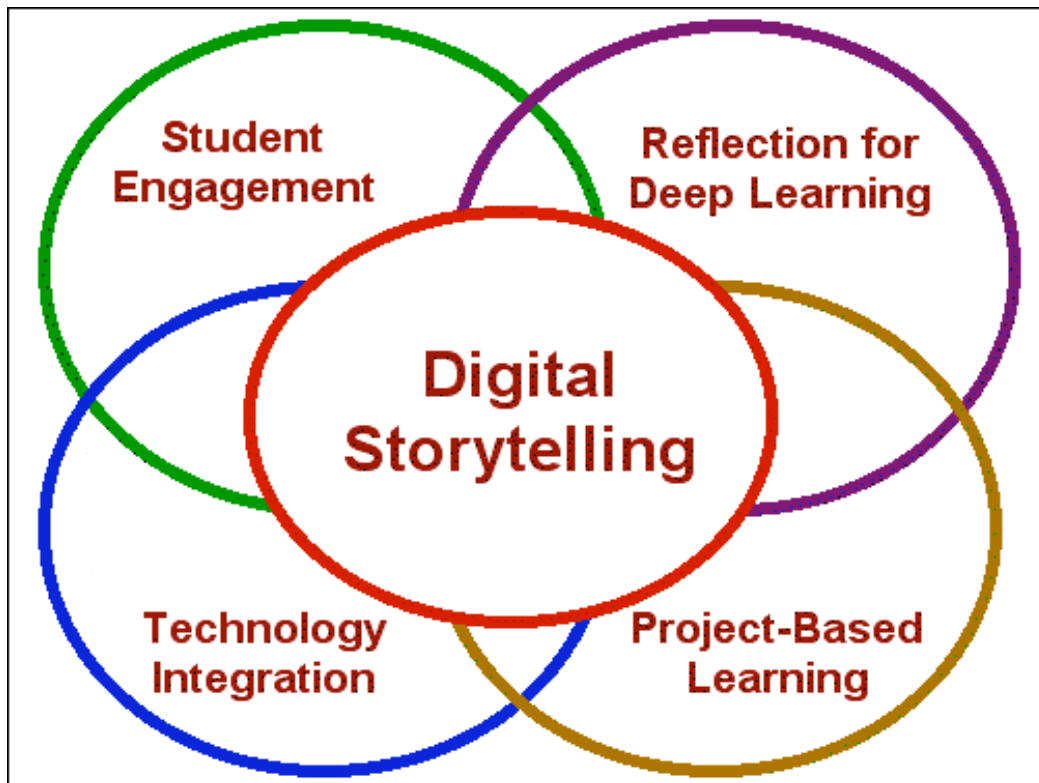 Student
Engagement
Reflection for
Deep Learning
Digital
Storytelling
Technology
Integration
Project-Based
Learning